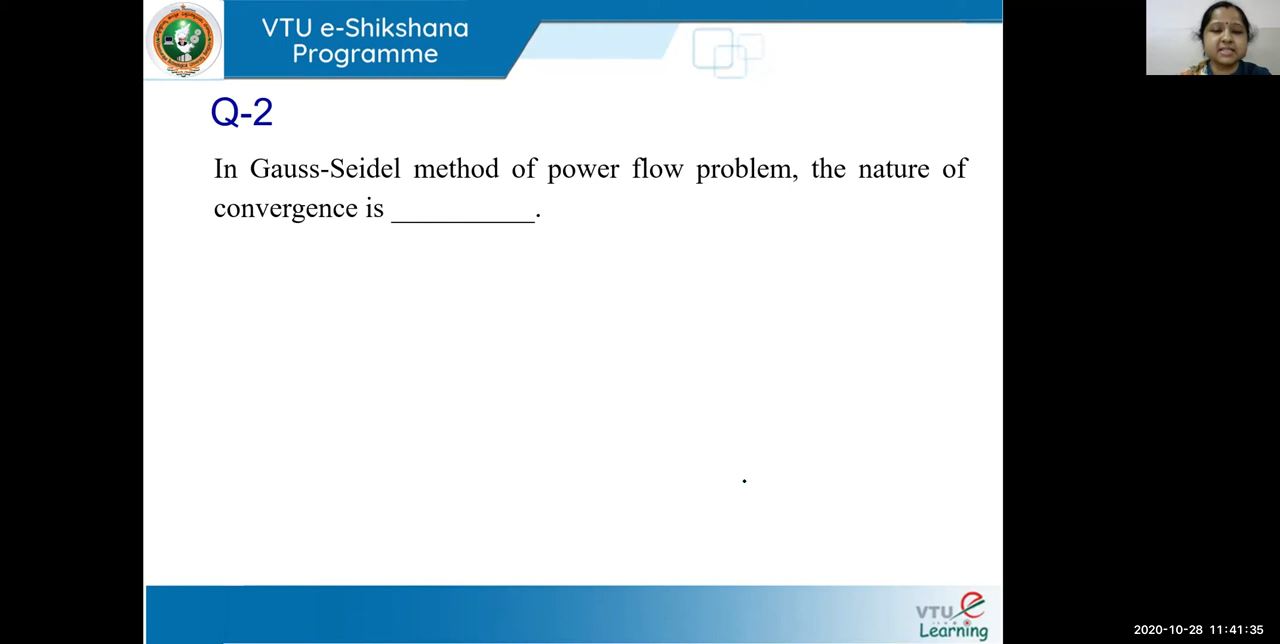 VTU e-Shikshana
Programme
Q-2
In Gauss-Seidel method of power flow problem, the nature of
convergence is __________.
VTU e
Learning
2020-10-28 11:41:35